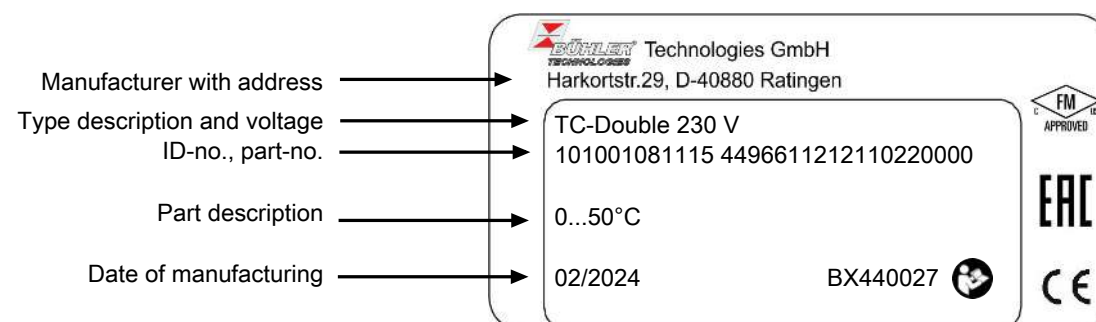 BÜHLER Technologies GmbH
TECHNOLOGIES
Manufacturer with address Harkortstr.29, D-40880 Ratingen
Type description and voltage TC-Double 230 V
ID-no., part-no. 101001081115 4496611212110220000
Part description 0...50°C
Date of manufacturing 02/2024 BX440027
C FM US
APPROVED
EAC
CE